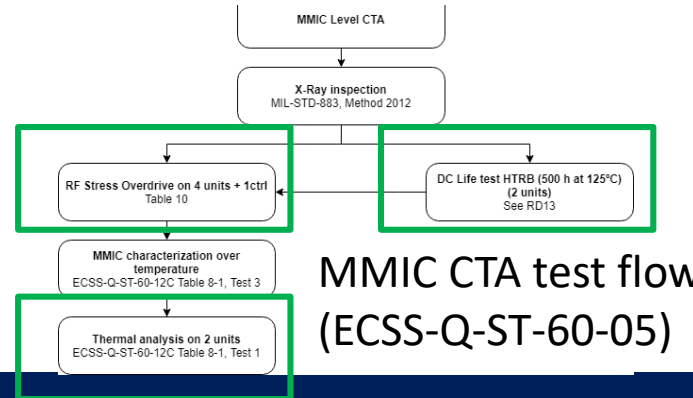 MMIC Level CTA
X-Ray inspection
MIL-STD-883, Method 2012
RF Stress Overdrive on 4 units + 1ctrl
Table 10
DC Life test HTRB (500 h at 125ºC)
(2 units)
See RD13
MMIC characterization over
temperature
ECSS-Q-ST-60-12C Table 8-1, Test 3
Thermal analysis on 2 units
ECSS-Q-ST-60-12C Table 8-1, Test 1
MMIC CTA test flow
(ECSS-Q-ST-60-05)